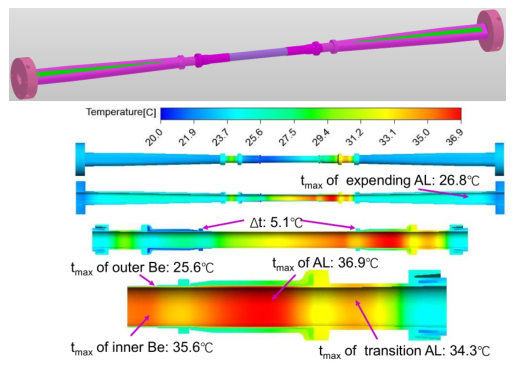 Temperature[C]
20.0 21.9 23.7 25.6 27.5 29.4 31.2 33.1 35.0 36.9
tmax of expending AL: 26.8℃
Δt: 5.1℃
tmax of outer Be: 25.6℃
tmax of AL: 36.9℃
tmax of inner Be: 35.6℃
tmax of transition AL: 34.3℃